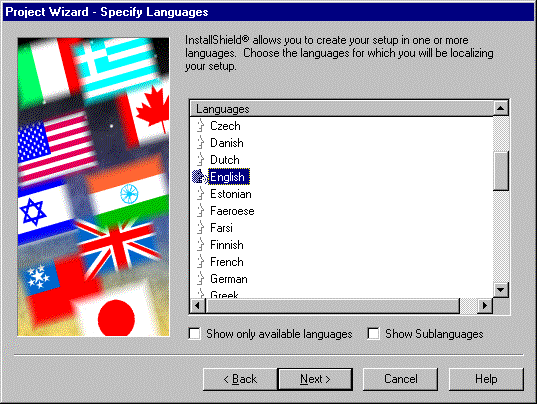 Project Wizard - Specify Languages
InstallShield® allows you to create your setup in one or more
languages. Choose the languages for which you will be localizing
your setup.
Languages
Czech
Danish
Dutch
English
Estonian
Faeroese
Farsi
Finnish
French
German
Greek
Show only available languages
Show Sublanguages
< Back
Next >
Cancel
Help